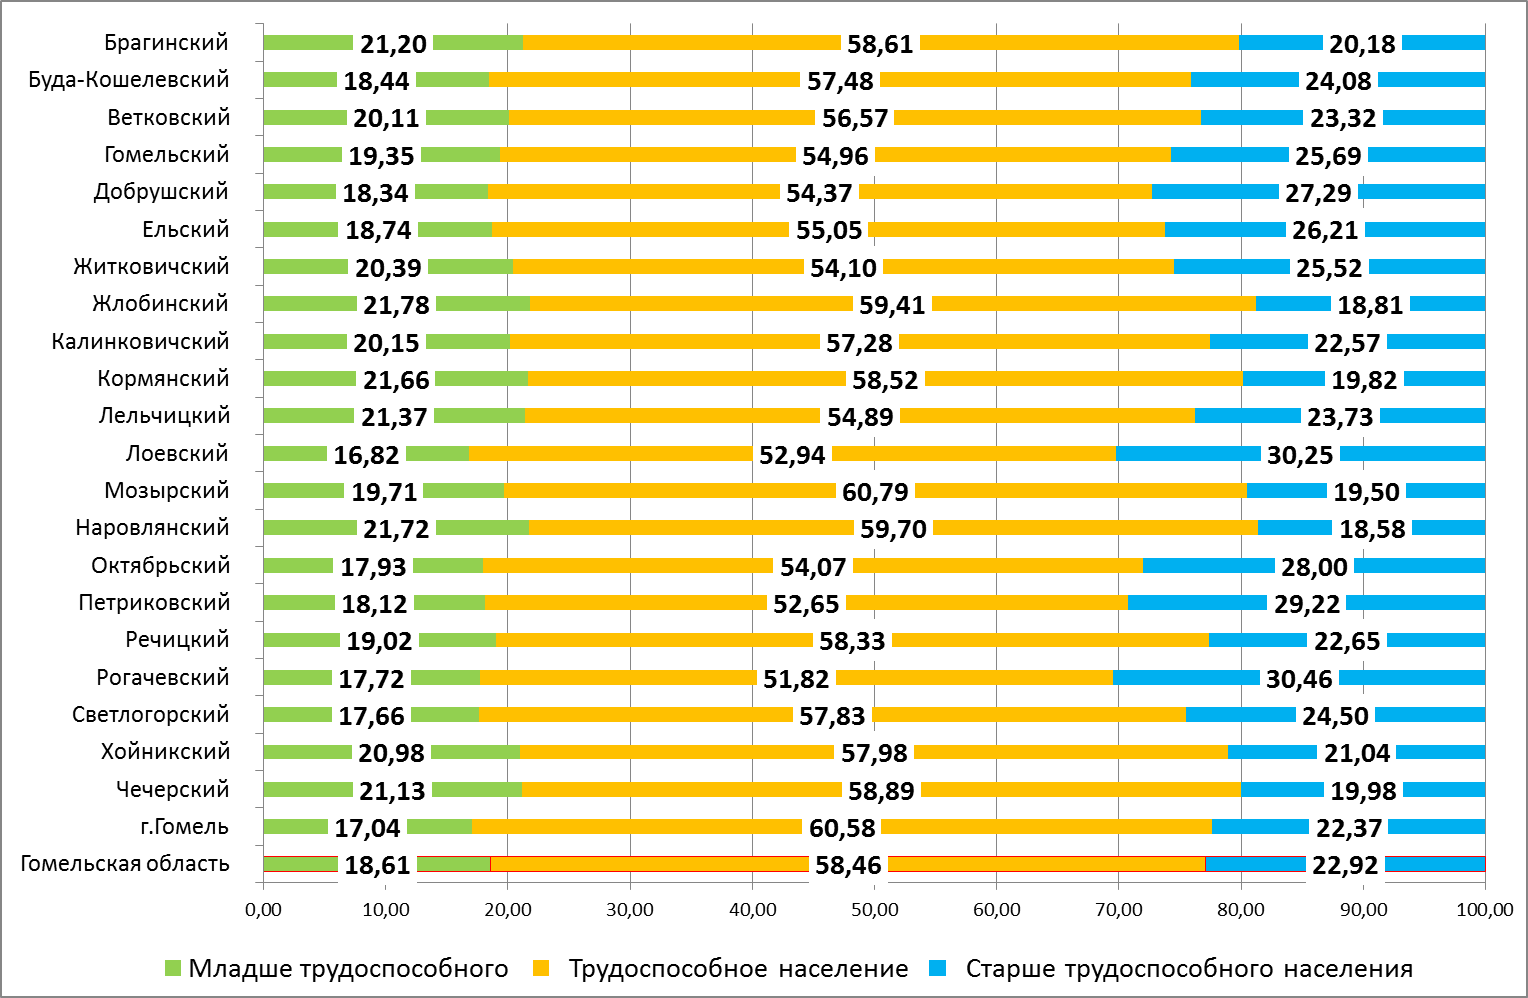 Брагинский 21,20 58,61 20,18
Буда-Кошелевский 18,44 57,48 24,08
Ветковский 20,11 56,57 23,32
Гомельский 19,35 54,96 25,69
Добрушский 18,34 54,37 27,29
Ельский 18,74 55,05 26,21
Житковичский 20,39 54,10 25,52
Жлобинский 21,78 59,41 18,81
Калинковичский 20,15 57,28 22,57
Кормянский 21,66 58,52 19,82
Лельчицкий 21,37 54,89 23,73
Лоевский 16,82 52,94 30,25
Мозырский 19,71 60,79 19,50
Наровлянский 21,72 59,70 18,58
Октябрьский 17,93 54,07 28,00
Петриковский 18,12 52,65 29,22
Речицкий 19,02 58,33 22,65
Рогачевский 17,72 51,82 30,46
Светлогорский 17,66 57,83 24,50
Хойникский 20,98 57,98 21,04
Чечерский 21,13 58,89 19,98
г.Гомель 17,04 60,58 22,37
Гомельская область 18,61 58,46 22,92
0,00 10,00 20,00 30,00 40,00 50,00 60,00 70,00 80,00 90,00 100,00
Младше трудоспособного Трудоспособное население Старше трудоспособного населения